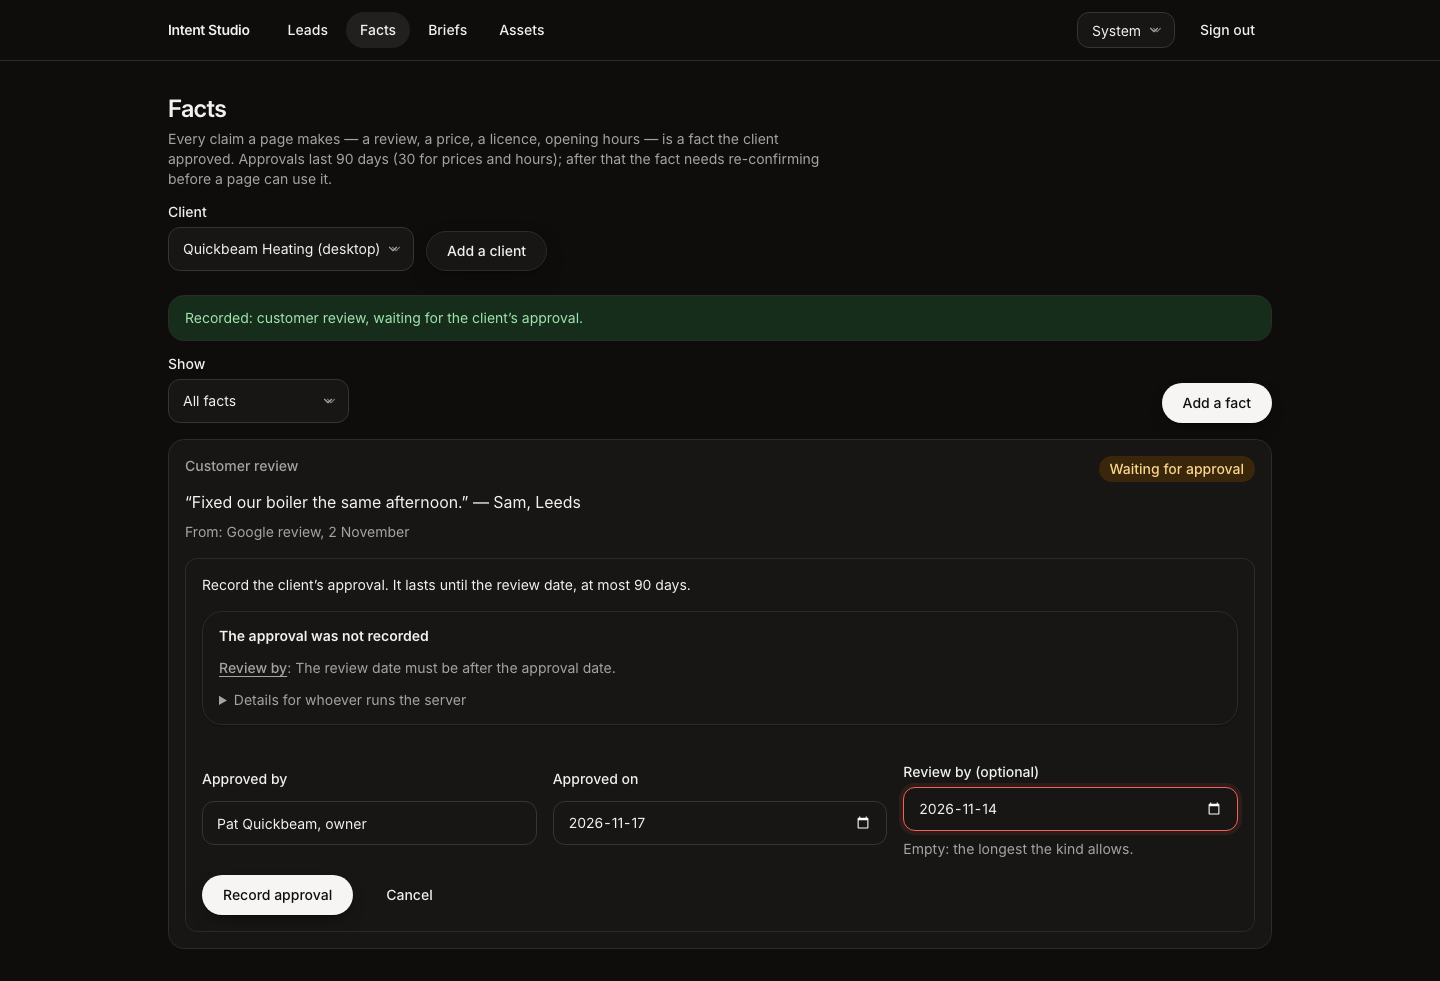 Intent Studio
Leads
Facts
Briefs
Assets
System
Sign out
Facts
Every claim a page makes — a review, a price, a licence, opening hours — is a fact the client
approved. Approvals last 90 days (30 for prices and hours); after that the fact needs re-confirming
before a page can use it.
Client
Quickbeam Heating (desktop)
Add a client
Recorded: customer review, waiting for the client’s approval.
Show
All facts
Add a fact
Customer review
Waiting for approval
“Fixed our boiler the same afternoon.” — Sam, Leeds
From: Google review, 2 November
Record the client’s approval. It lasts until the review date, at most 90 days.
The approval was not recorded
Review by: The review date must be after the approval date.
Details for whoever runs the server
Approved by
Pat Quickbeam, owner
Approved on
2026-11-17
Review by (optional)
2026-11-14
Empty: the longest the kind allows.
Record approval
Cancel